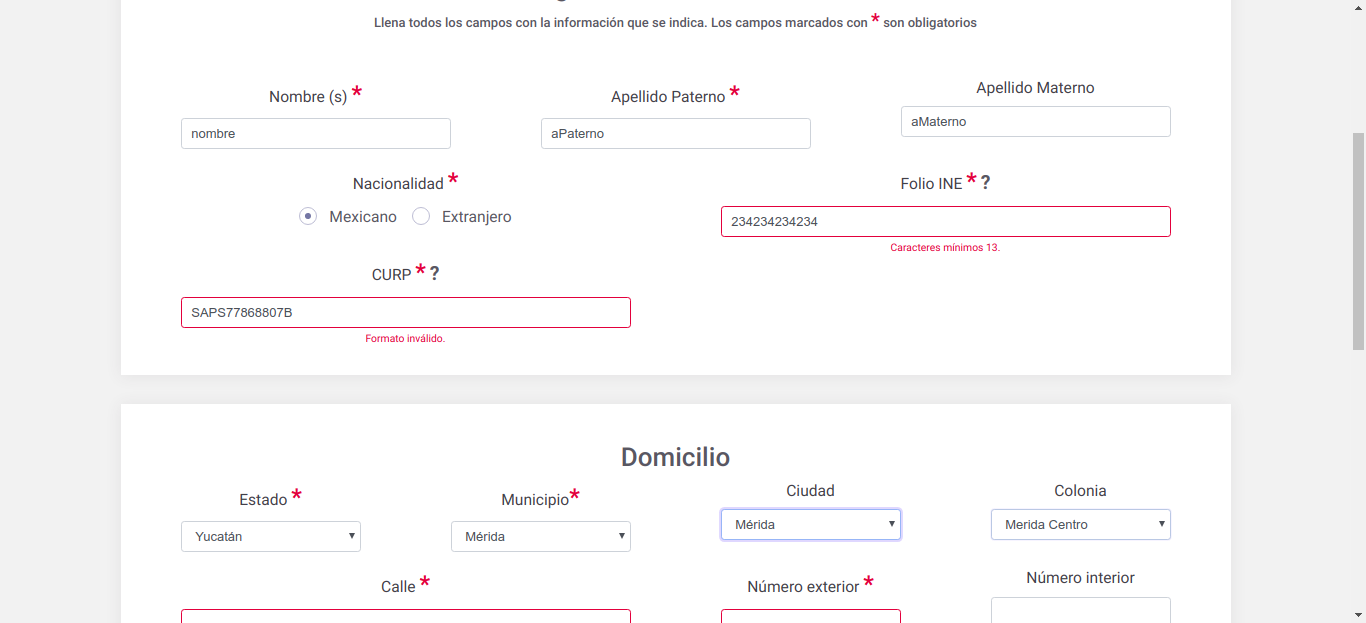 Llena todos los campos con la información que se indica. Los campos marcados con * son obligatorios
Nombre (s) * Apellido Paterno * Apellido Materno
nombre aPaterno aMaterno
Nacionalidad * Folio INE * ?
Mexicano Extranjero 234234234234
Caracteres mínimos 13.
CURP * ?
SAPS77868807B
Formato inválido.
Domicilio
Estado * Municipio* Ciudad Colonia
Yucatán Mérida Mérida Merida Centro
Calle * Número exterior * Número interior